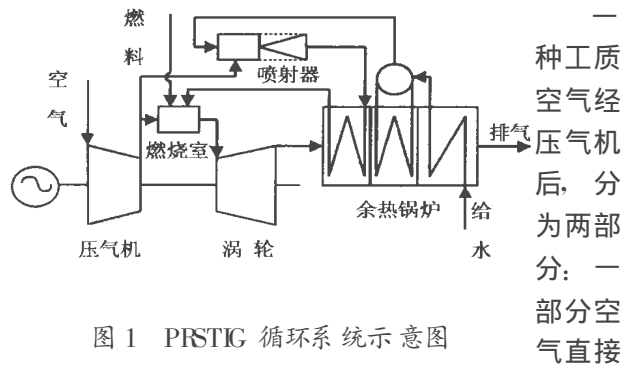 燃
料
空
气
喷射器
燃烧室
排气
余热锅炉
给
水
压气机
涡 轮
图 1 PRSTIG 循环系统示意图
一
种工质
空气经
压气机
后, 分
为两部
分: 一
部分空
气直接